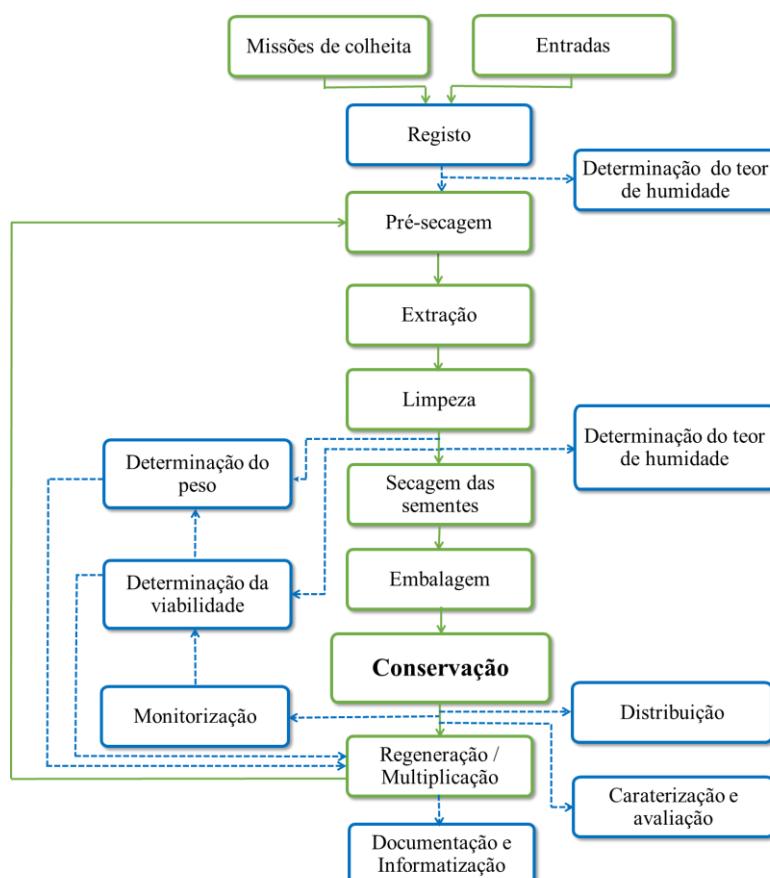 Missões de colheita
Entradas
Registo
Determinação do teor
de humidade
Pré-secagem
Extração
Limpeza
Determinação do teor
de humidade
Determinação do
peso
Secagem das
sementes
Determinação da
viabilidade
Embalagem
Conservação
Monitorização
Distribuição
Regeneração /
Multiplicação
Caraterização e
avaliação
Documentação e
Informatização